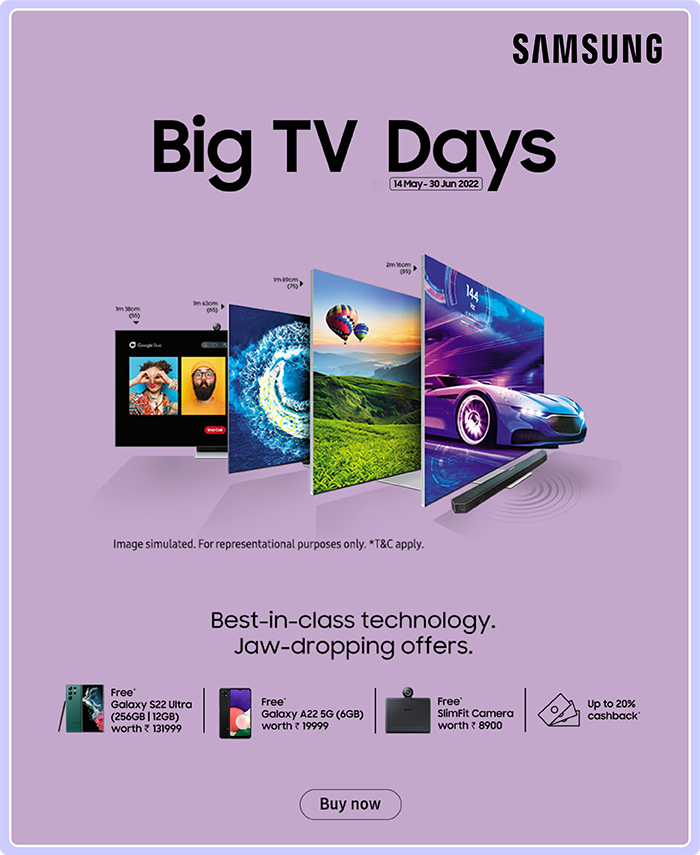 SAMSUNG
Big TV Days
14 May - 30 Jun 2022
2m 16cm
(85)
1m 89cm
(75)
1m 63cm
(65)
1m 38cm
(55)
144
Hz
Google Duo
End Call
Image simulated. For representational purposes only. *T&C apply.
Best-in-class technology.
Jaw-dropping offers.
Free*
Galaxy S22 Ultra
(256GB | 12GB)
worth ₹ 131999
Free*
Galaxy A22 5G (6GB)
worth ₹ 19999
Free*
SlimFit Camera
worth ₹ 8900
Up to 20%
cashback*
Buy now